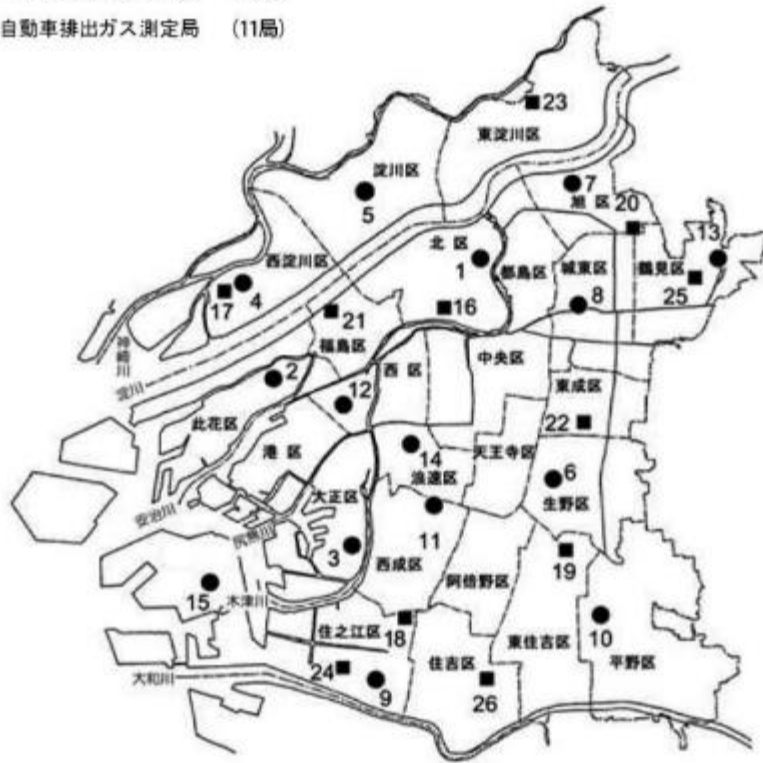 自動車排出ガス測定局 (11局)
23
東淀川区
淀川区
5
7
旭区
20
13
北区
1
西淀川区
都島区
城東区
鶴見区
17
4
16
8
25
21
福島区
神崎川
淀川
2
西区
中央区
12
東成区
此花区
22
港区
14
浪速区
天王寺区
6
生野区
大正区
安治川
尻無川
11
3
西成区
19
阿倍野区
15
木津川
10
住之江区
18
東住吉区
24
住吉区
平野区
大和川
9
26